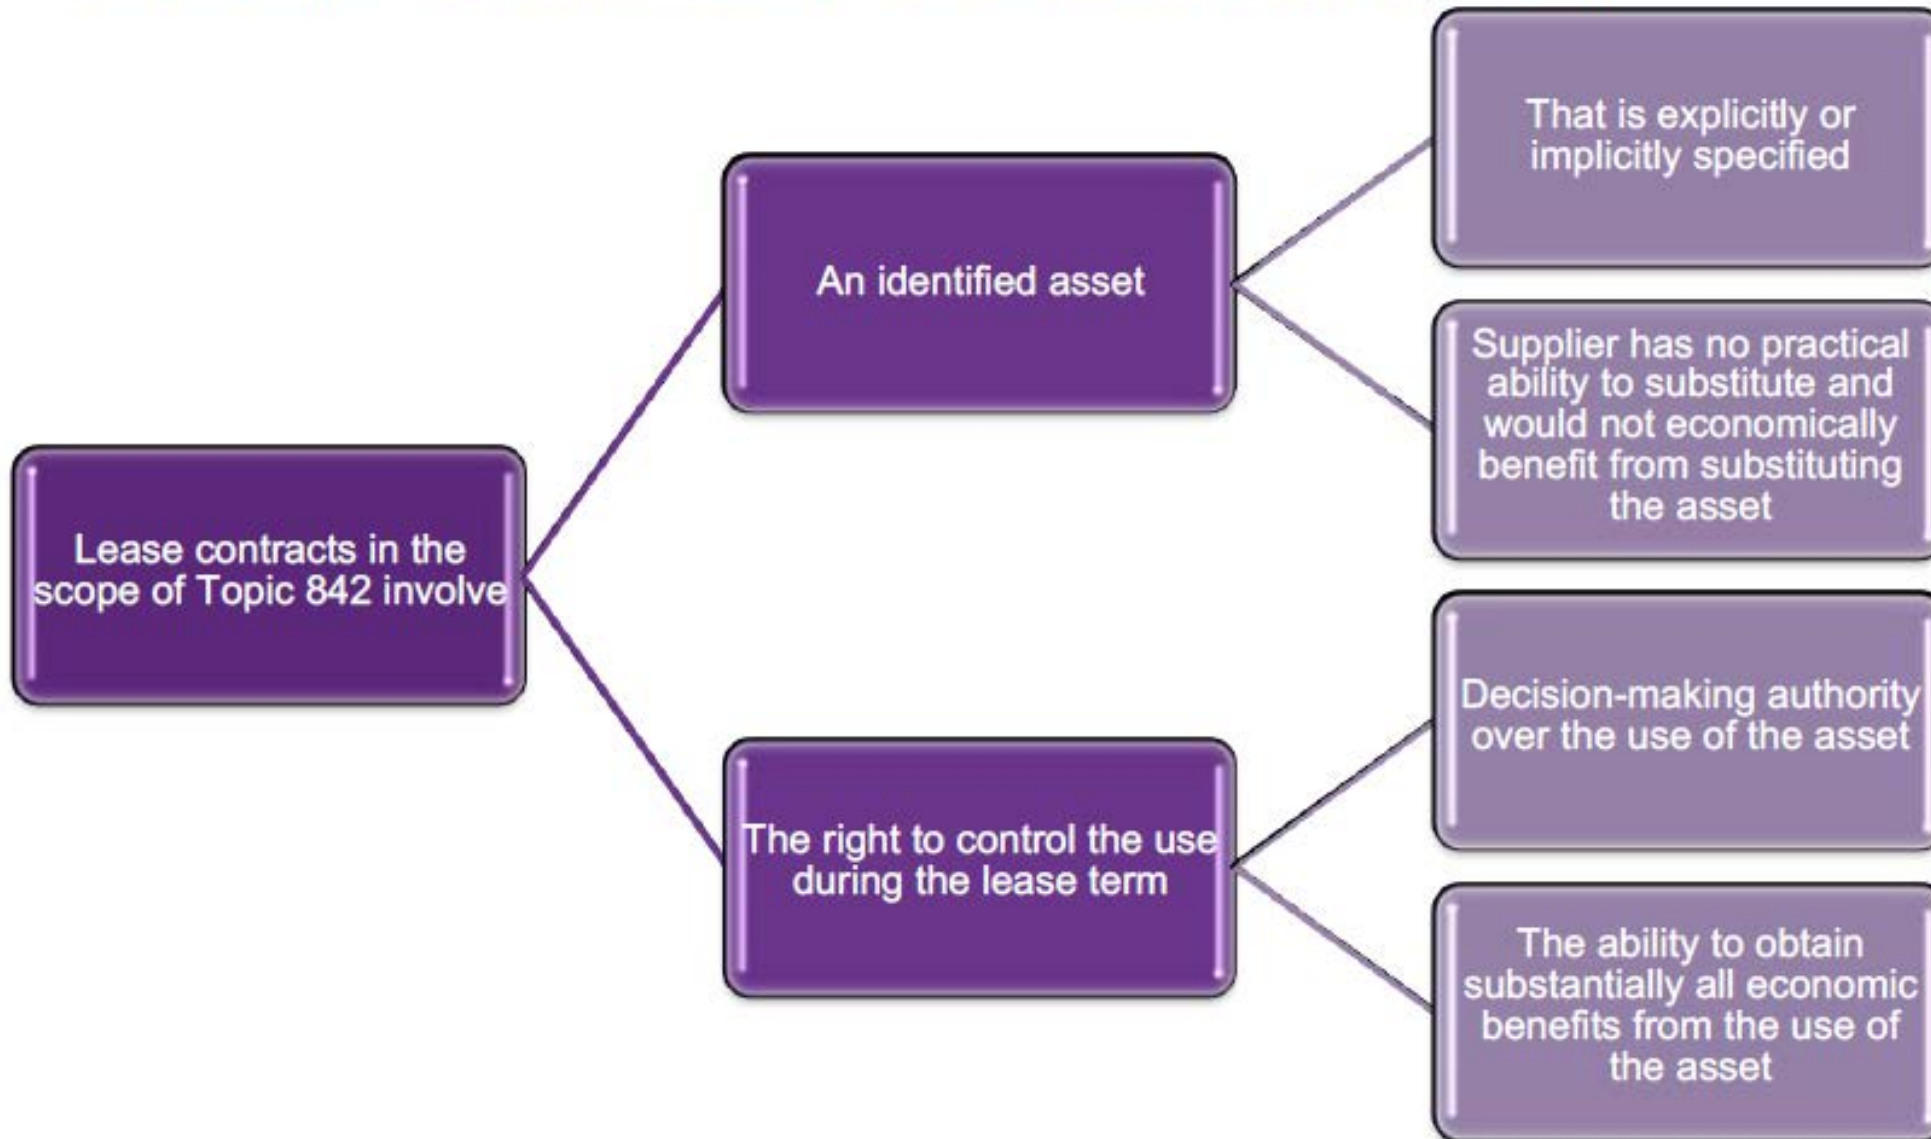 Lease contracts in the
scope of Topic 842 involve
An identified asset
That is explicitly or
implicitly specified
Supplier has no practical
ability to substitute and
would not economically
benefit from substituting
the asset
The right to control the use
during the lease term
Decision-making authority
over the use of the asset
The ability to obtain
substantially all economic
benefits from the use of
the asset